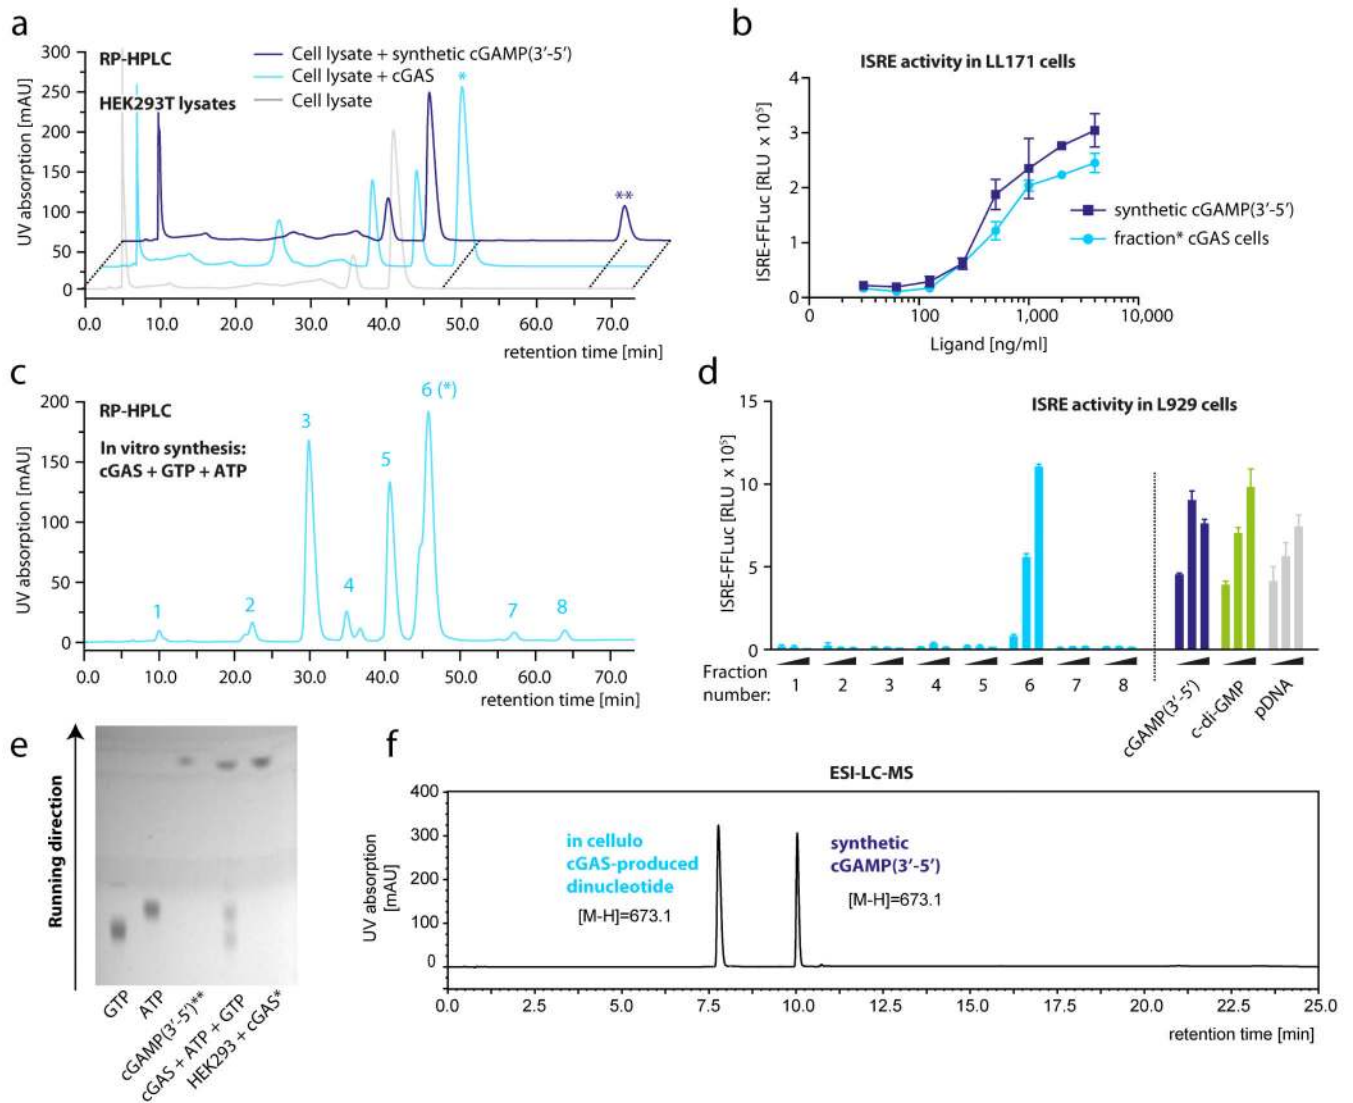 a
RP-HPLC
HEK293T lysates
Cell lysate + synthetic cGAMP(3′-5′)
Cell lysate + cGAS
Cell lysate
*
**
UV absorption [mAU]
300
250
200
150
100
50
0
0.0 10.0 20.0 30.0 40.0 50.0 60.0 70.0
retention time [min]
b
ISRE activity in LL171 cells
ISRE-FFLuc [RLU x 10⁵]
4
3
2
1
0
0 100 1,000 10,000
Ligand [ng/ml]
synthetic cGAMP(3′-5′)
fraction* cGAS cells
c
RP-HPLC
In vitro synthesis:
cGAS + GTP + ATP
UV absorption [mAU]
200
150
100
50
0
1 2 3 4 5 6 (*) 7 8
0.0 10.0 20.0 30.0 40.0 50.0 60.0 70.0
retention time [min]
d
ISRE activity in L929 cells
ISRE-FFLuc [RLU x 10⁵]
15
10
5
0
Fraction
number:
1 2 3 4 5 6 7 8
cGAMP(3′-5′)
c-di-GMP
pDNA
e
Running direction
GTP
ATP
cGAMP(3′-5′)**
cGAS + ATP + GTP
HEK293 + cGAS*
f
ESI-LC-MS
UV absorption
[mAU]
400
300
200
100
0
in cellulo
cGAS-produced
dinucleotide
[M-H]=673.1
synthetic
cGAMP(3′-5′)
[M-H]=673.1
0.0 2.5 5.0 7.5 10.0 12.5 15.0 17.5 20.0 22.5 25.0
retention time [min]